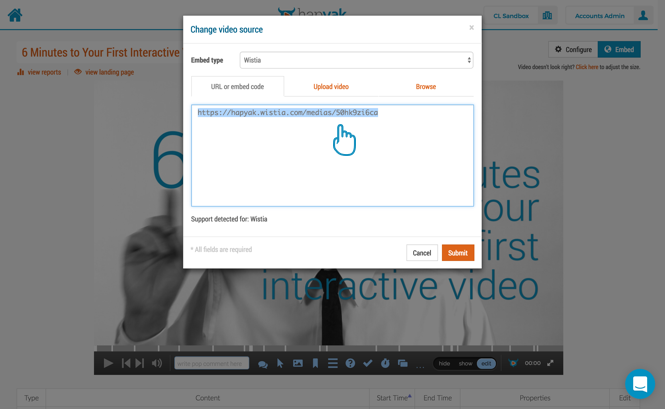 hapyak
CL Sandbox
Accounts Admin
6 Minutes to Your First Interactive
Configure
Embed
view reports
view landing page
Video doesn't look right? Click here to adjust the size.
Change video source
×
Embed type
Wistia
URL or embed code
Upload video
Browse
https://hapyak.wistia.com/medias/50hk9zi6ca
Support detected for: Wistia
* All fields are required
Cancel
Submit
6
utes
our
first
interactive video
write pop comment here
hide
show
edit
00:00
Type
Content
Start Time
End Time
Properties
Edit